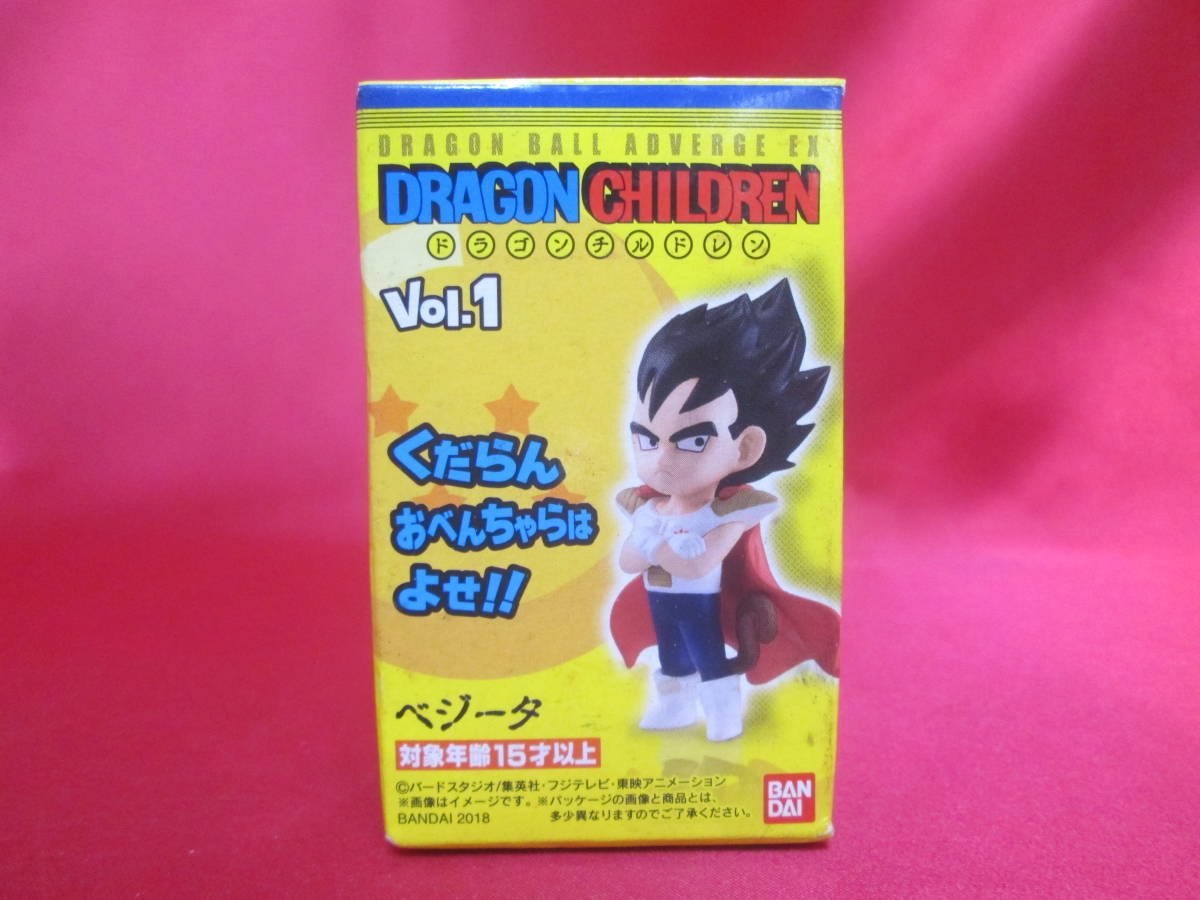 DRAGON BALL ADVERGE EX
DRAGON CHILDREN
ドラゴンチルドレン
Vol.1
くだらん
おべんちゃらは
よせ!!
ベジータ
対象年齢15才以上
©バードスタジオ/集英社・フジテレビ・東映アニメーション
※画像はイメージです。※パッケージの画像と商品とは、
BANDAI 2018 多少異なりますのでご了承ください。
BAN
DAI